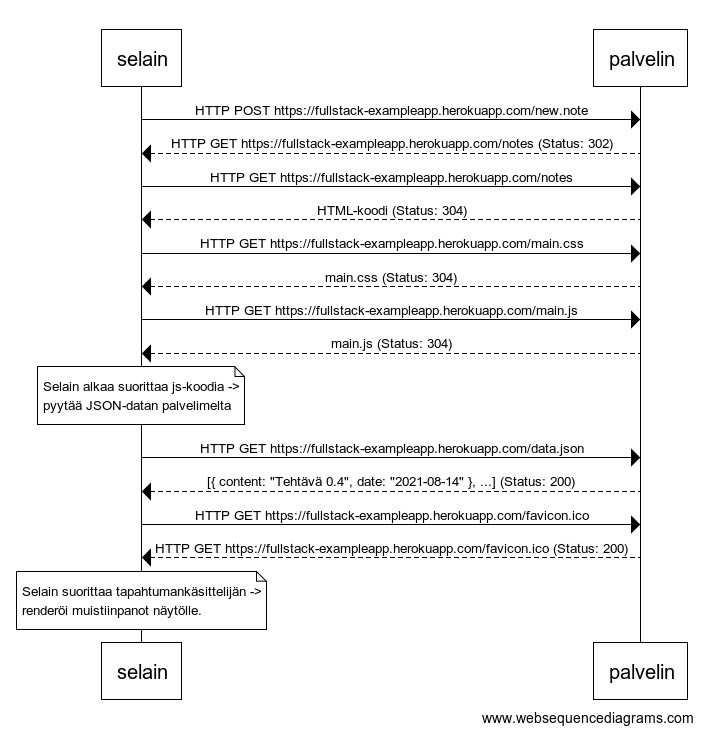 selain
palvelin
HTTP POST https://fullstack-exampleapp.herokuapp.com/new.note
HTTP GET https://fullstack-exampleapp.herokuapp.com/notes (Status: 302)
HTTP GET https://fullstack-exampleapp.herokuapp.com/notes
HTML-koodi (Status: 304)
HTTP GET https://fullstack-exampleapp.herokuapp.com/main.css
main.css (Status: 304)
HTTP GET https://fullstack-exampleapp.herokuapp.com/main.js
main.js (Status: 304)
Selain alkaa suorittaa js-koodia ->
pyytää JSON-datan palvelimelta
HTTP GET https://fullstack-exampleapp.herokuapp.com/data.json
[{ content: "Tehtävä 0.4", date: "2021-08-14" }, ...] (Status: 200)
HTTP GET https://fullstack-exampleapp.herokuapp.com/favicon.ico
HTTP GET https://fullstack-exampleapp.herokuapp.com/favicon.ico (Status: 200)
Selain suorittaa tapahtumankäsittelijän ->
renderöi muistiinpanot näytölle.
selain
palvelin
www.websequencediagrams.com